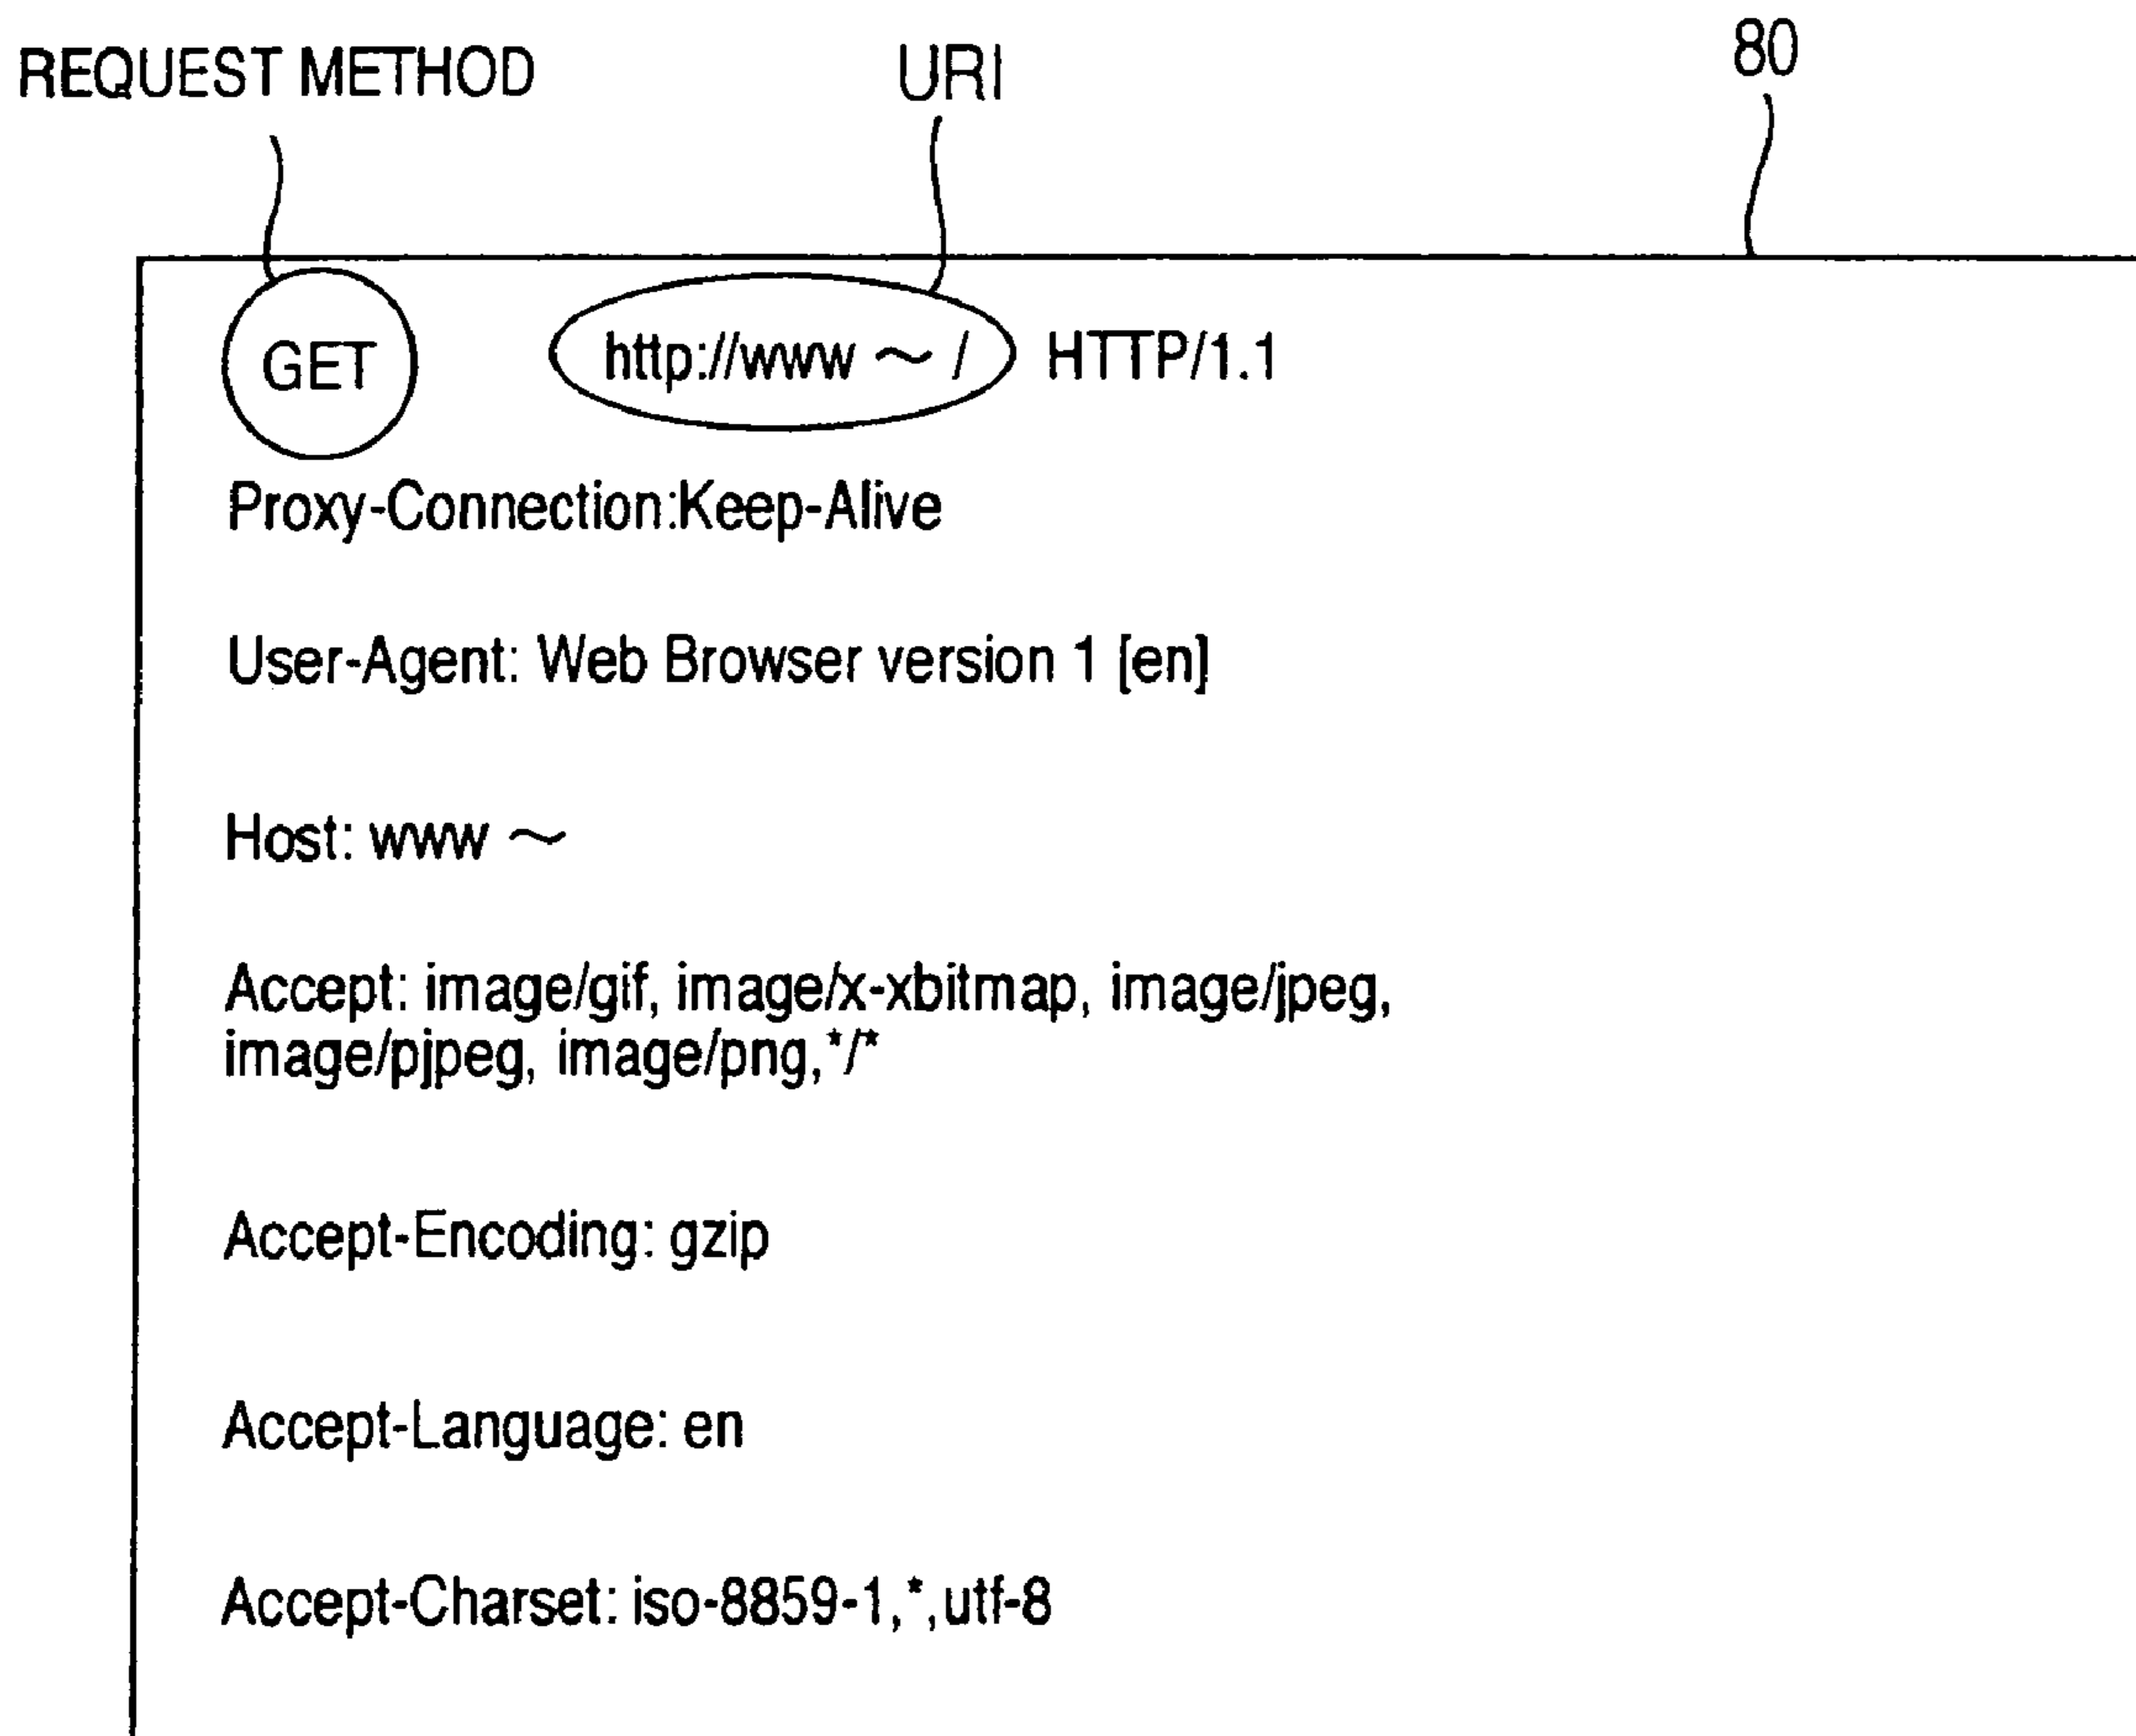 REQUEST METHOD URI 80
GET http://www ～ / HTTP/1.1
Proxy-Connection:Keep-Alive
User-Agent: Web Browser version 1 [en]
Host: www ～
Accept: image/gif, image/x-xbitmap, image/jpeg,
image/pjpeg, image/png,*/*
Accept-Encoding: gzip
Accept-Language: en
Accept-Charset: iso-8859-1,*,utf-8